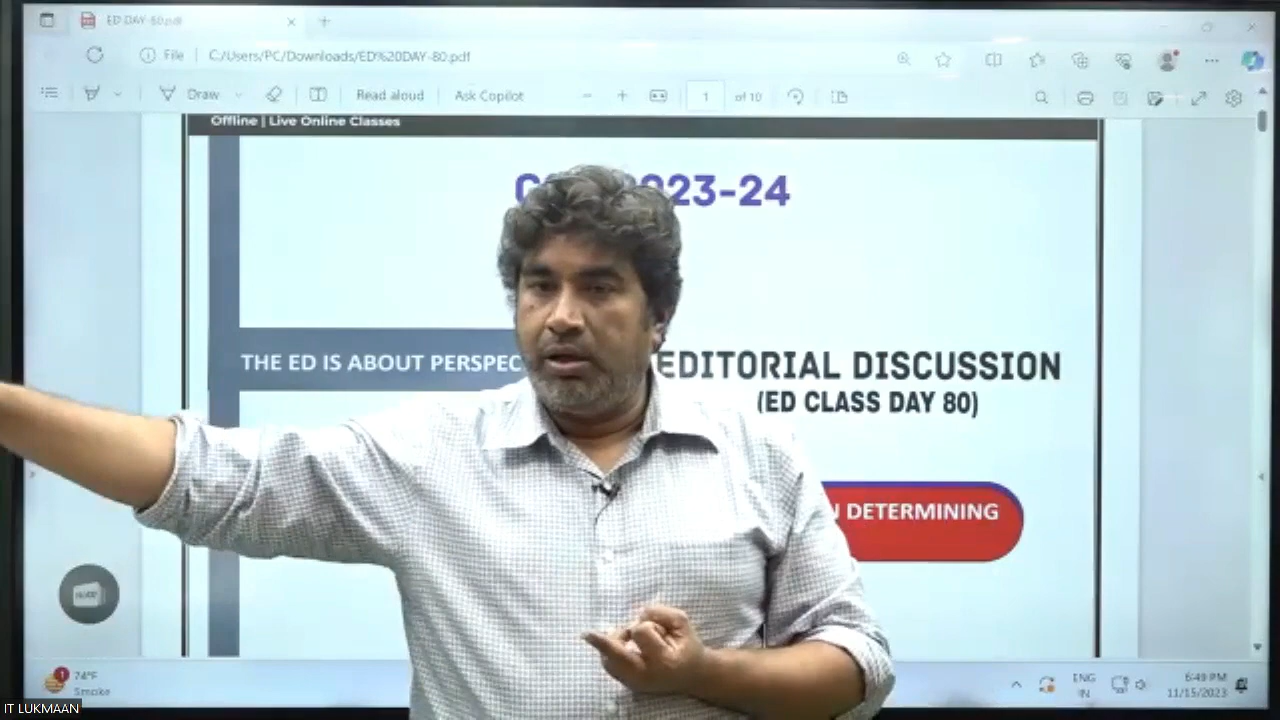 ED DAY-80.pdf
File
C:/Users/PC/Downloads/ED%20DAY-80.pdf
Draw
Read aloud
Ask Copilot
1
of 10
Offline | Live Online Classes
023-24
THE ED IS ABOUT PERSPEC
EDITORIAL DISCUSSION
(ED CLASS DAY 80)
DETERMINING
1
74°F
Smoke
ENG
IN
6:49 PM
11/15/2023
IT LUKMAAN